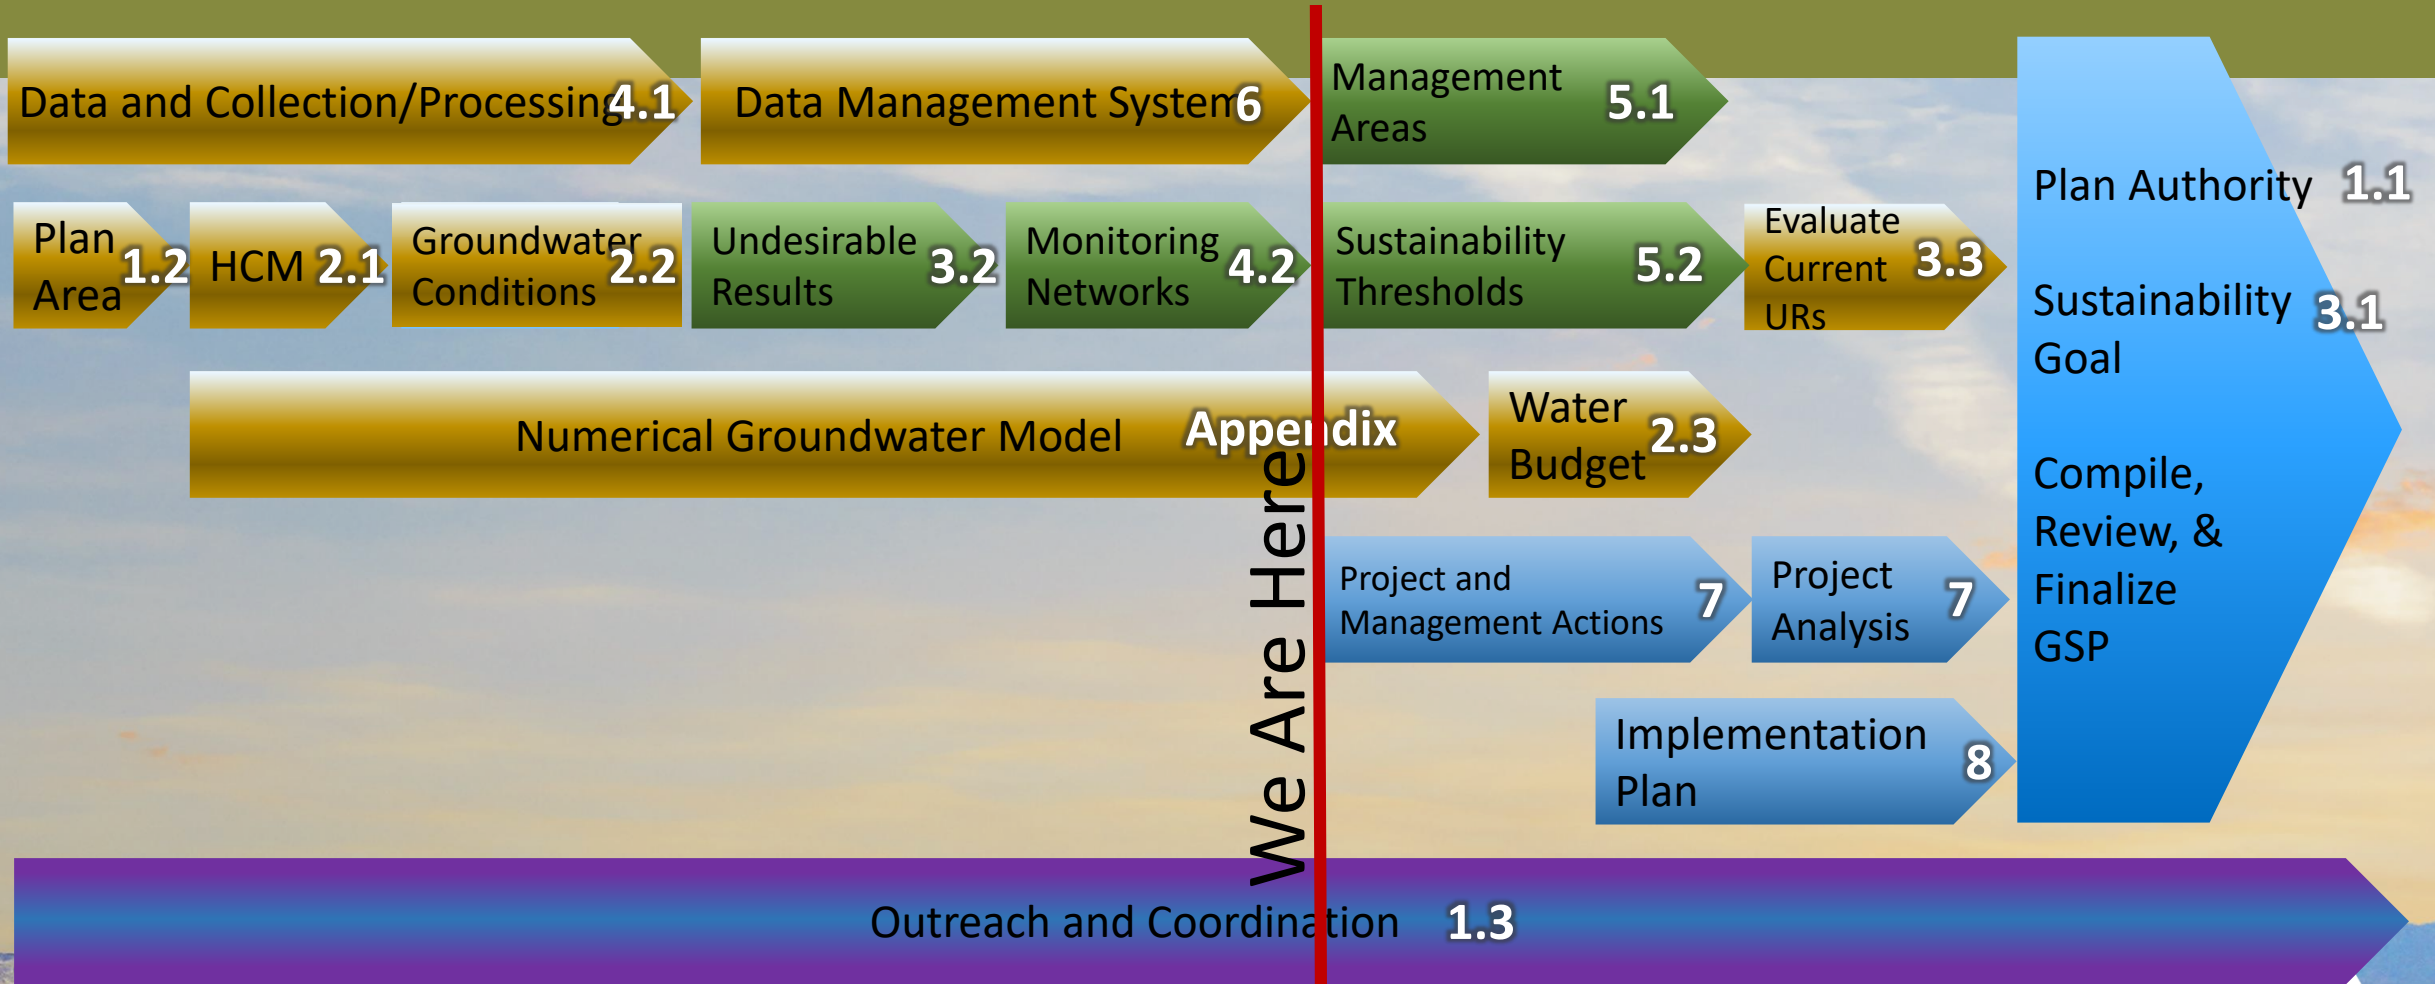 Data and Collection/Processing 4.1
Data Management System 6
Management
Areas
5.1
Plan
Area
1.2
HCM 2.1
Groundwater
Conditions
2.2
Undesirable
Results
3.2
Monitoring
Networks
4.2
Sustainability
Thresholds
5.2
Evaluate
Current
URs
3.3
Numerical Groundwater Model Appendix
Water
Budget
2.3
We Are Here
Project and
Management Actions
7
Project
Analysis
7
Implementation
Plan
8
Plan Authority 1.1
Sustainability
Goal
3.1
Compile,
Review, &
Finalize
GSP
Outreach and Coordination 1.3